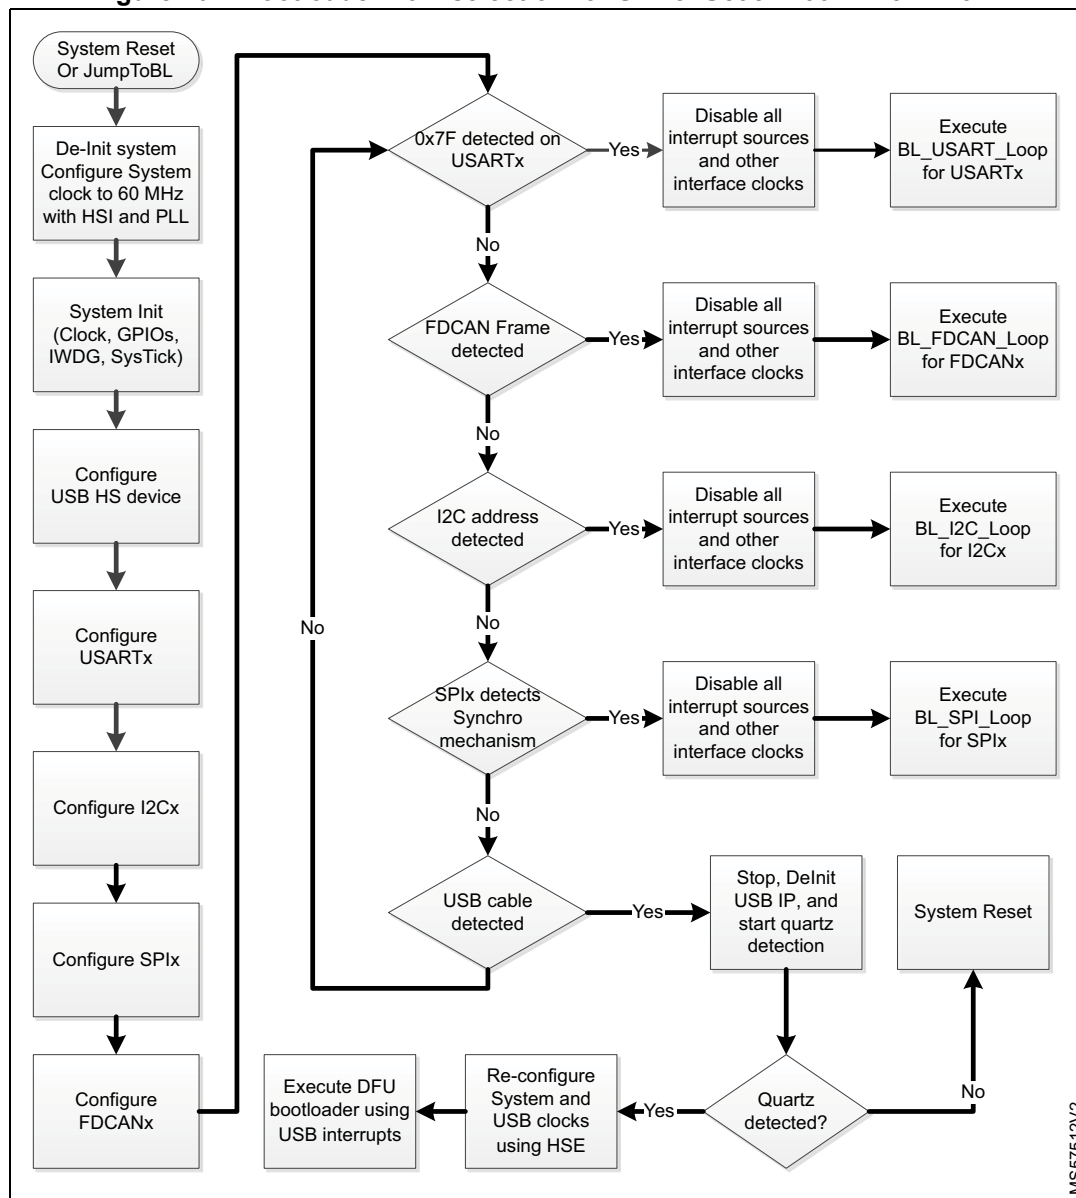 System Reset
Or JumpToBL
De-Init system
Configure System
clock to 60 MHz
with HSI and PLL
System Init
(Clock, GPIOs,
IWDG, SysTick)
Configure
USB HS device
Configure
USARTx
Configure I2Cx
Configure SPIx
Configure
FDCANx
0x7F detected on
USARTx
Yes
Disable all
interrupt sources
and other
interface clocks
Execute
BL_USART_Loop
for USARTx
No
FDCAN Frame
detected
Yes
Disable all
interrupt sources
and other
interface clocks
Execute
BL_FDCAN_Loop
for FDCANx
No
I2C address
detected
Yes
Disable all
interrupt sources
and other
interface clocks
Execute
BL_I2C_Loop
for I2Cx
No
No
SPIx detects
Synchro
mechanism
Yes
Disable all
interrupt sources
and other
interface clocks
Execute
BL_SPI_Loop
for SPIx
No
USB cable
detected
Yes
Stop, DeInit
USB IP, and
start quartz
detection
System Reset
Quartz
detected?
No
Yes
Re-configure
System and
USB clocks
using HSE
Execute DFU
bootloader using
USB interrupts